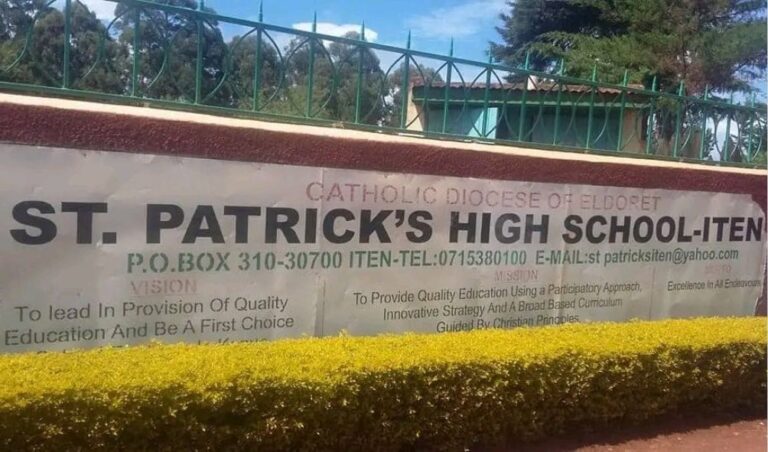 CATHOLIC DIOCESE OF ELDORET
ST. PATRICK'S HIGH SCHOOL-ITEN
P.O.BOX 310-30700 ITEN-TEL:0715380100 E-MAIL:st patricksiten@yahoo.com
VISION
To lead In Provision Of Quality
Education And Be A First Choice
MISSION
To Provide Quality Education Using a Participatory Approach,
Innovative Strategy And A Broad Based Curriculum
Guided By Christian Principles
MOTTO
Excellence In All Endeavours